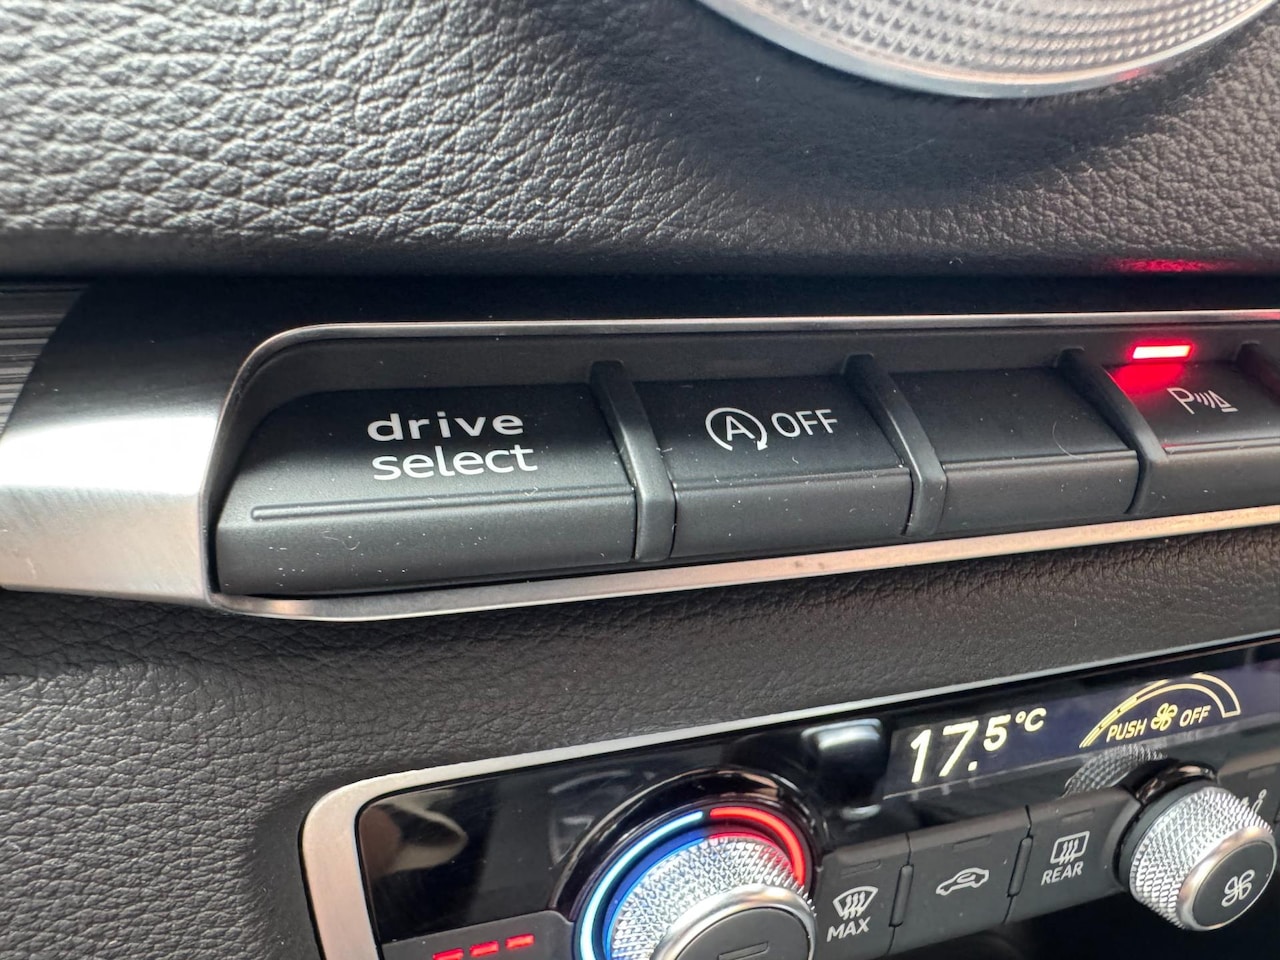 drive
select
A OFF
P
17.5°C
PUSH OFF
MAX
REAR